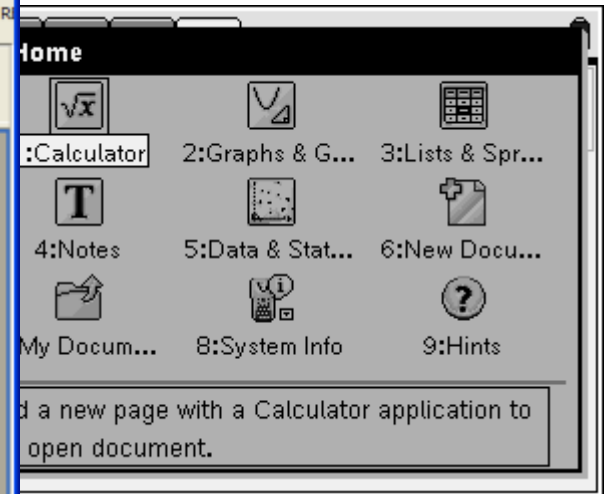 RI
Home
:Calculator 2:Graphs & G... 3:Lists & Spr...
4:Notes 5:Data & Stat... 6:New Docu...
My Docum... 8:System Info 9:Hints
d a new page with a Calculator application to
open document.